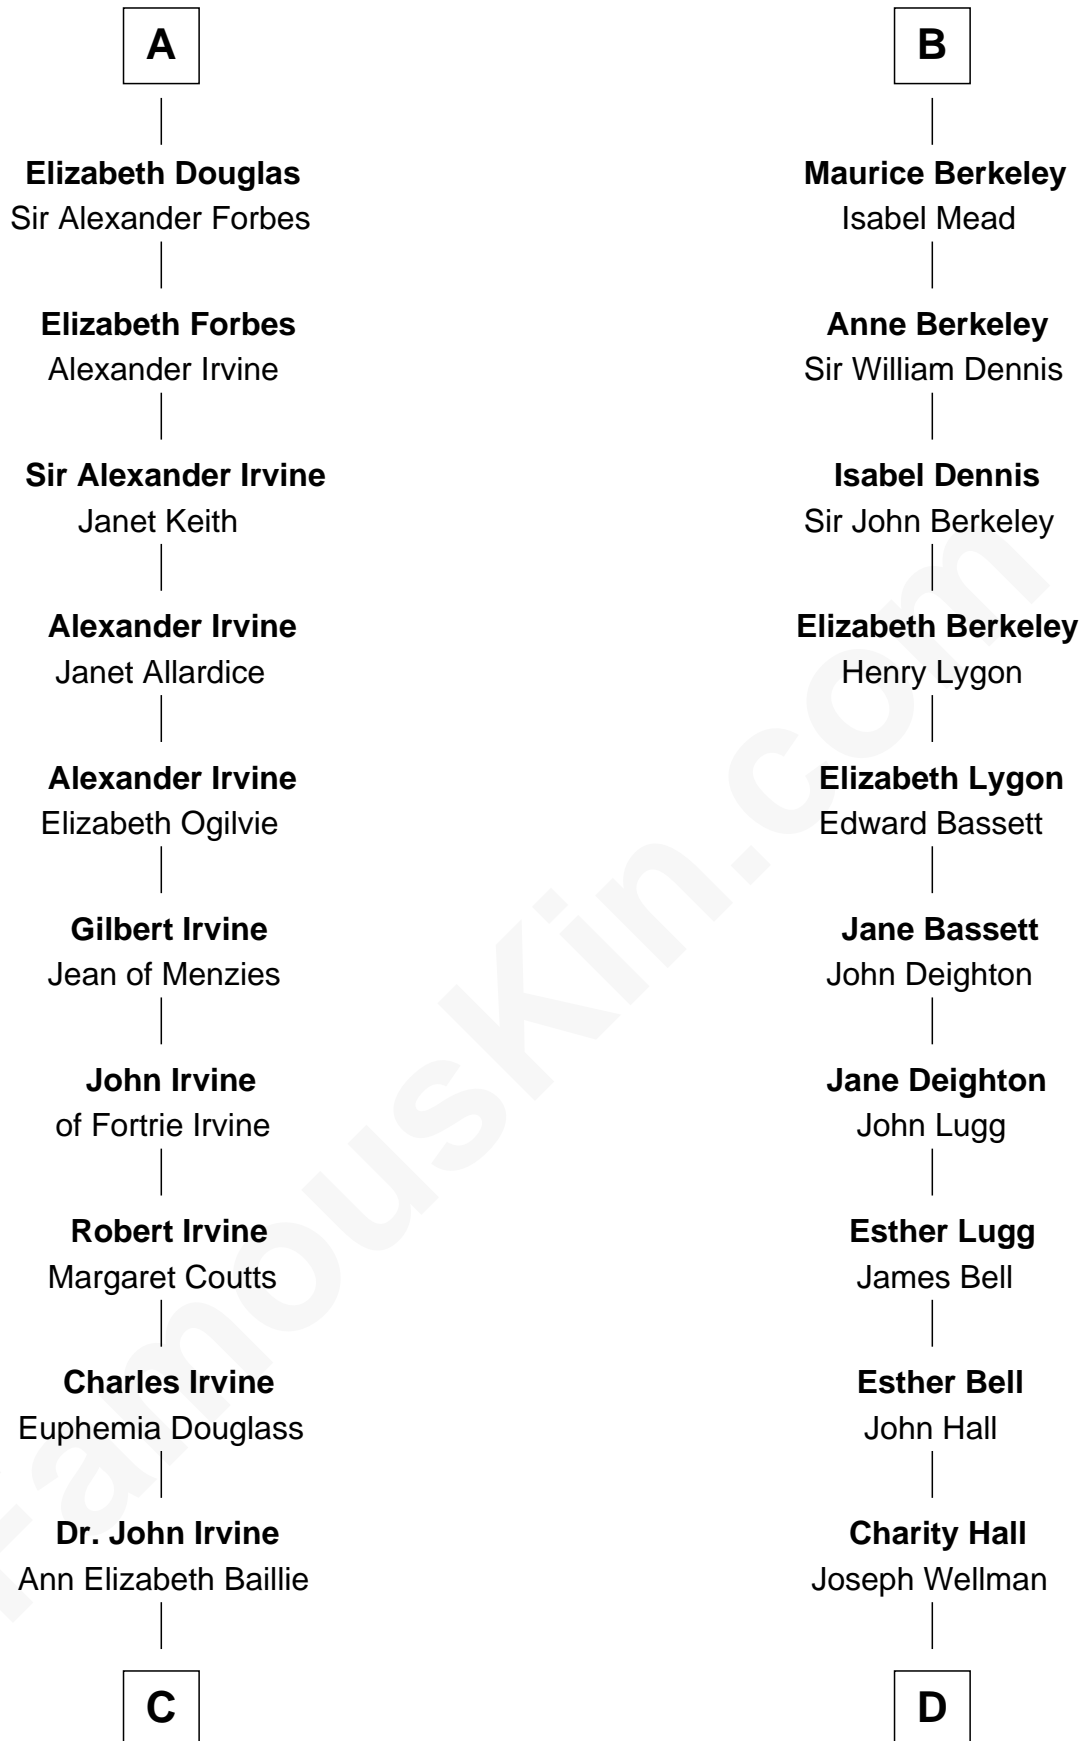 A
Elizabeth Douglas
Sir Alexander Forbes
Elizabeth Forbes
Alexander Irvine
Sir Alexander Irvine
Janet Keith
Alexander Irvine
Janet Allardice
Alexander Irvine
Elizabeth Ogilvie
Gilbert Irvine
Jean of Menzies
John Irvine
of Fortrie Irvine
Robert Irvine
Margaret Coutts
Charles Irvine
Euphemia Douglass
Dr. John Irvine
Ann Elizabeth Baillie
C
B
Maurice Berkeley
Isabel Mead
Anne Berkeley
Sir William Dennis
Isabel Dennis
Sir John Berkeley
Elizabeth Berkeley
Henry Lygon
Elizabeth Lygon
Edward Bassett
Jane Bassett
John Deighton
Jane Deighton
John Lugg
Esther Lugg
James Bell
Esther Bell
John Hall
Charity Hall
Joseph Wellman
D
FamousKin.com